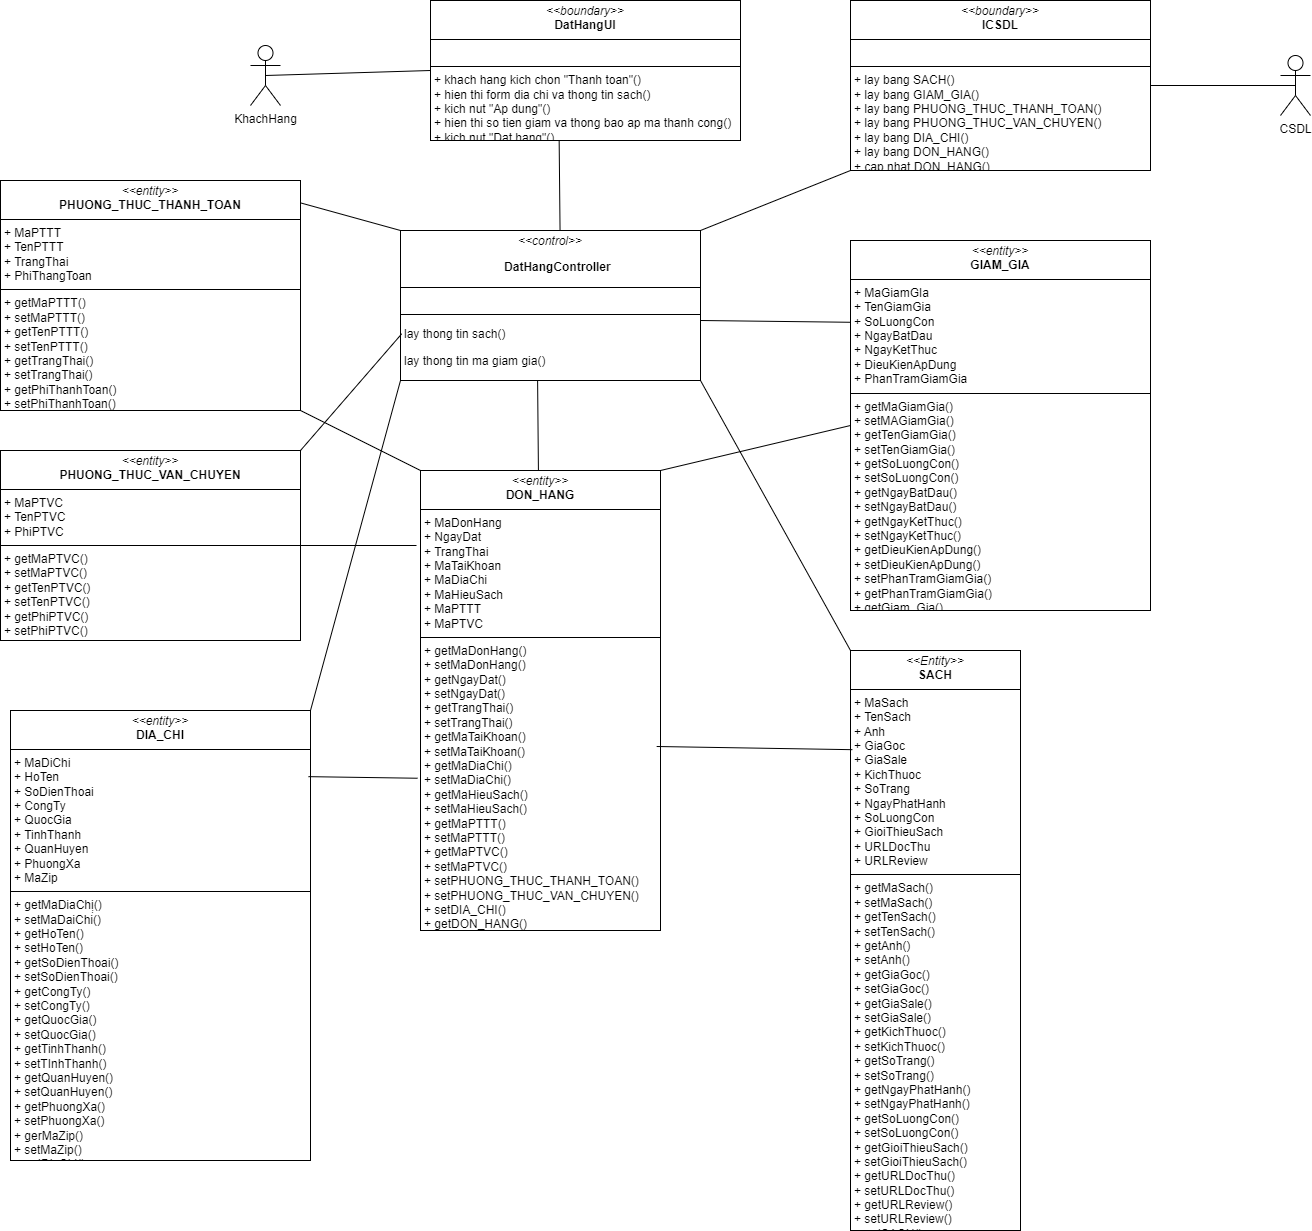 <<boundary>>
DatHangUI
+ khach hang kich chon "Thanh toan"()
+ hien thi form dia chi va thong tin sach()
+ kich nut "Ap dung"()
+ hien thi so tien giam va thong bao ap ma thanh cong()
+ kich nut "Dat hang"()
<<boundary>>
ICSDL
+ lay bang SACH()
+ lay bang GIAM_GIA()
+ lay bang PHUONG_THUC_THANH_TOAN()
+ lay bang PHUONG_THUC_VAN_CHUYEN()
+ lay bang DIA_CHI()
+ lay bang DON_HANG()
+ cap nhat DON_HANG()
KhachHang
CSDL
<<entity>>
PHUONG_THUC_THANH_TOAN
+ MaPTTT
+ TenPTTT
+ TrangThai
+ PhiThangToan
+ getMaPTTT()
+ setMaPTTT()
+ getTenPTTT()
+ setTenPTTT()
+ getTrangThai()
+ setTrangThai()
+ getPhiThanhToan()
+ setPhiThanhToan()
<<control>>
DatHangController
lay thong tin sach()
lay thong tin ma giam gia()
<<entity>>
GIAM_GIA
+ MaGiamGIa
+ TenGiamGia
+ SoLuongCon
+ NgayBatDau
+ NgayKetThuc
+ DieuKienApDung
+ PhanTramGiamGia
+ getMaGiamGia()
+ setMAGiamGia()
+ getTenGiamGia()
+ setTenGiamGia()
+ getSoLuongCon()
+ setSoLuongCon()
+ getNgayBatDau()
+ setNgayBatDau()
+ getNgayKetThuc()
+ setNgayKetThuc()
+ getDieuKienApDung()
+ setDieuKienApDung()
+ setPhanTramGiamGia()
+ getPhanTramGiamGia()
+ getGiam_Gia()
<<entity>>
PHUONG_THUC_VAN_CHUYEN
+ MaPTVC
+ TenPTVC
+ PhiPTVC
+ getMaPTVC()
+ setMaPTVC()
+ getTenPTVC()
+ setTenPTVC()
+ getPhiPTVC()
+ setPhiPTVC()
<<entity>>
DON_HANG
+ MaDonHang
+ NgayDat
+ TrangThai
+ MaTaiKhoan
+ MaDiaChi
+ MaHieuSach
+ MaPTTT
+ MaPTVC
+ getMaDonHang()
+ setMaDonHang()
+ getNgayDat()
+ setNgayDat()
+ getTrangThai()
+ setTrangThai()
+ getMaTaiKhoan()
+ setMaTaiKhoan()
+ getMaDiaChi()
+ setMaDiaChi()
+ getMaHieuSach()
+ setMaHieuSach()
+ getMaPTTT()
+ setMaPTTT()
+ getMaPTVC()
+ setMaPTVC()
+ setPHUONG_THUC_THANH_TOAN()
+ setPHUONG_THUC_VAN_CHUYEN()
+ setDIA_CHI()
+ getDON_HANG()
<<Entity>>
SACH
+ MaSach
+ TenSach
+ Anh
+ GiaGoc
+ GiaSale
+ KichThuoc
+ SoTrang
+ NgayPhatHanh
+ SoLuongCon
+ GioiThieuSach
+ URLDocThu
+ URLReview
+ getMaSach()
+ setMaSach()
+ getTenSach()
+ setTenSach()
+ getAnh()
+ setAnh()
+ getGiaGoc()
+ setGiaGoc()
+ getGiaSale()
+ setGiaSale()
+ getKichThuoc()
+ setKichThuoc()
+ getSoTrang()
+ setSoTrang()
+ getNgayPhatHanh()
+ setNgayPhatHanh()
+ getSoLuongCon()
+ setSoLuongCon()
+ getGioiThieuSach()
+ setGioiThieuSach()
+ getURLDocThu()
+ setURLDocThu()
+ getURLReview()
+ setURLReview()
<<entity>>
DIA_CHI
+ MaDiChi
+ HoTen
+ SoDienThoai
+ CongTy
+ QuocGia
+ TinhThanh
+ QuanHuyen
+ PhuongXa
+ MaZip
+ getMaDiaChi()
+ setMaDaiChi()
+ getHoTen()
+ setHoTen()
+ getSoDienThoai()
+ setSoDienThoai()
+ getCongTy()
+ setCongTy()
+ getQuocGia()
+ setQuocGia()
+ getTinhThanh()
+ setTInhThanh()
+ getQuanHuyen()
+ setQuanHuyen()
+ getPhuongXa()
+ setPhuongXa()
+ gerMaZip()
+ setMaZip()